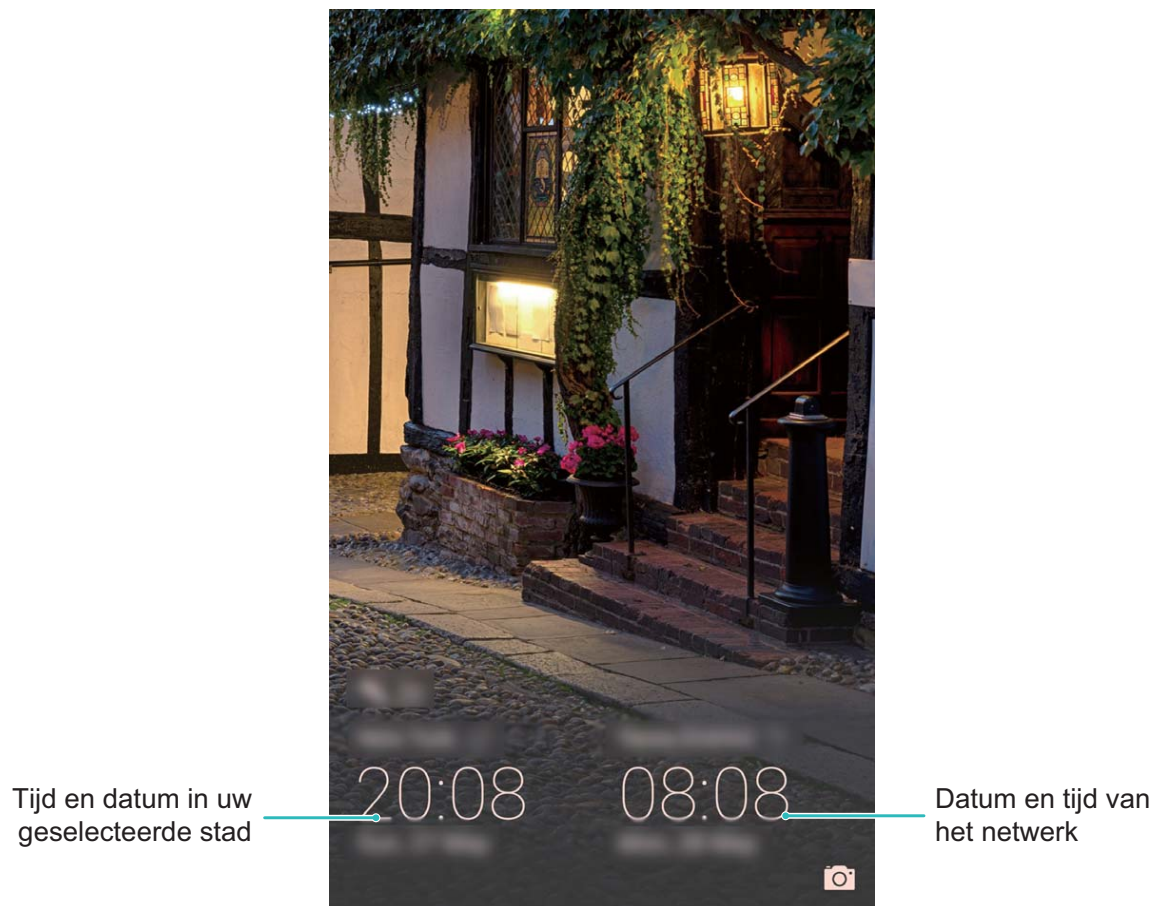 20:08
08:08
Tijd en datum in uw
geselecteerde stad
Datum en tijd van
het netwerk